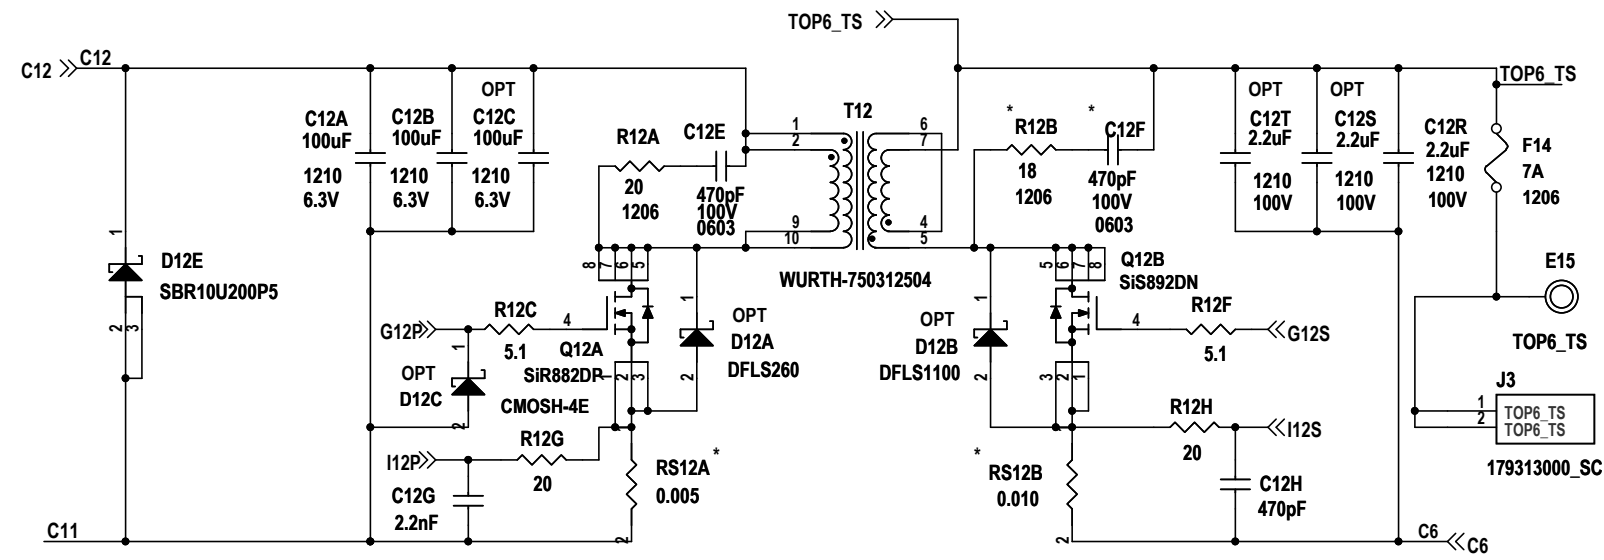 TOP6_TS
C12
C12
TOP6_TS
OPT
C12A
100uF
1210
6.3V
C12B
100uF
1210
6.3V
C12C
100uF
1210
6.3V
R12A
20
1206
C12E
470pF
100V
0603
T12
1
2
9
10
6
7
4
5
WURTH-750312504
*
R12B
18
1206
*
C12F
470pF
100V
0603
OPT
C12T
2.2uF
1210
100V
OPT
C12S
2.2uF
1210
100V
C12R
2.2uF
1210
100V
F14
7A
1206
1
D12E
SBR10U200P5
2
3
8
7
6
5
G12P
R12C
5.1
4
Q12A
SiR882DP
1
2
3
1
OPT
D12A
DFLS260
2
1
OPT
D12C
CMOSH-4E
2
I12P
R12G
20
C12G
2.2nF
1
RS12A
*
0.005
2
5
6
7
8
Q12B
SiS892DN
1
OPT
D12B
DFLS1100
2
4
R12F
5.1
G12S
3
2
1
R12H
20
I12S
*
RS12B
0.010
2
C12H
470pF
E15
TOP6_TS
J3
1
2
TOP6_TS
TOP6_TS
179313000_SC
C11
C6
C6